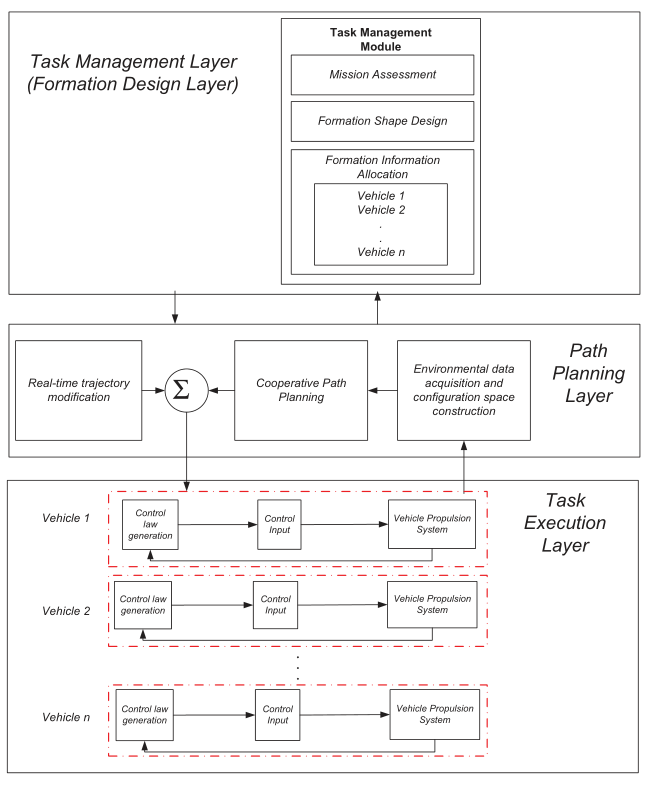 Task Management Layer
(Formation Design Layer)
Task Management
Module
Mission Assessment
Formation Shape Design
Formation Information
Allocation
Vehicle 1
Vehicle 2
.
.
Vehicle n
Real-time trajectory
modification
Σ
Cooperative Path
Planning
Environmental data
acquisition and
configuration space
construction
Path
Planning
Layer
Task
Execution
Layer
Vehicle 1
Control
law
generation
Control
Input
Vehicle Propulsion
System
Vehicle 2
Control law
generation
Control
Input
Vehicle Propulsion
System
.
.
.
Vehicle n
Control law
generation
Control
Input
Vehicle Propulsion
System